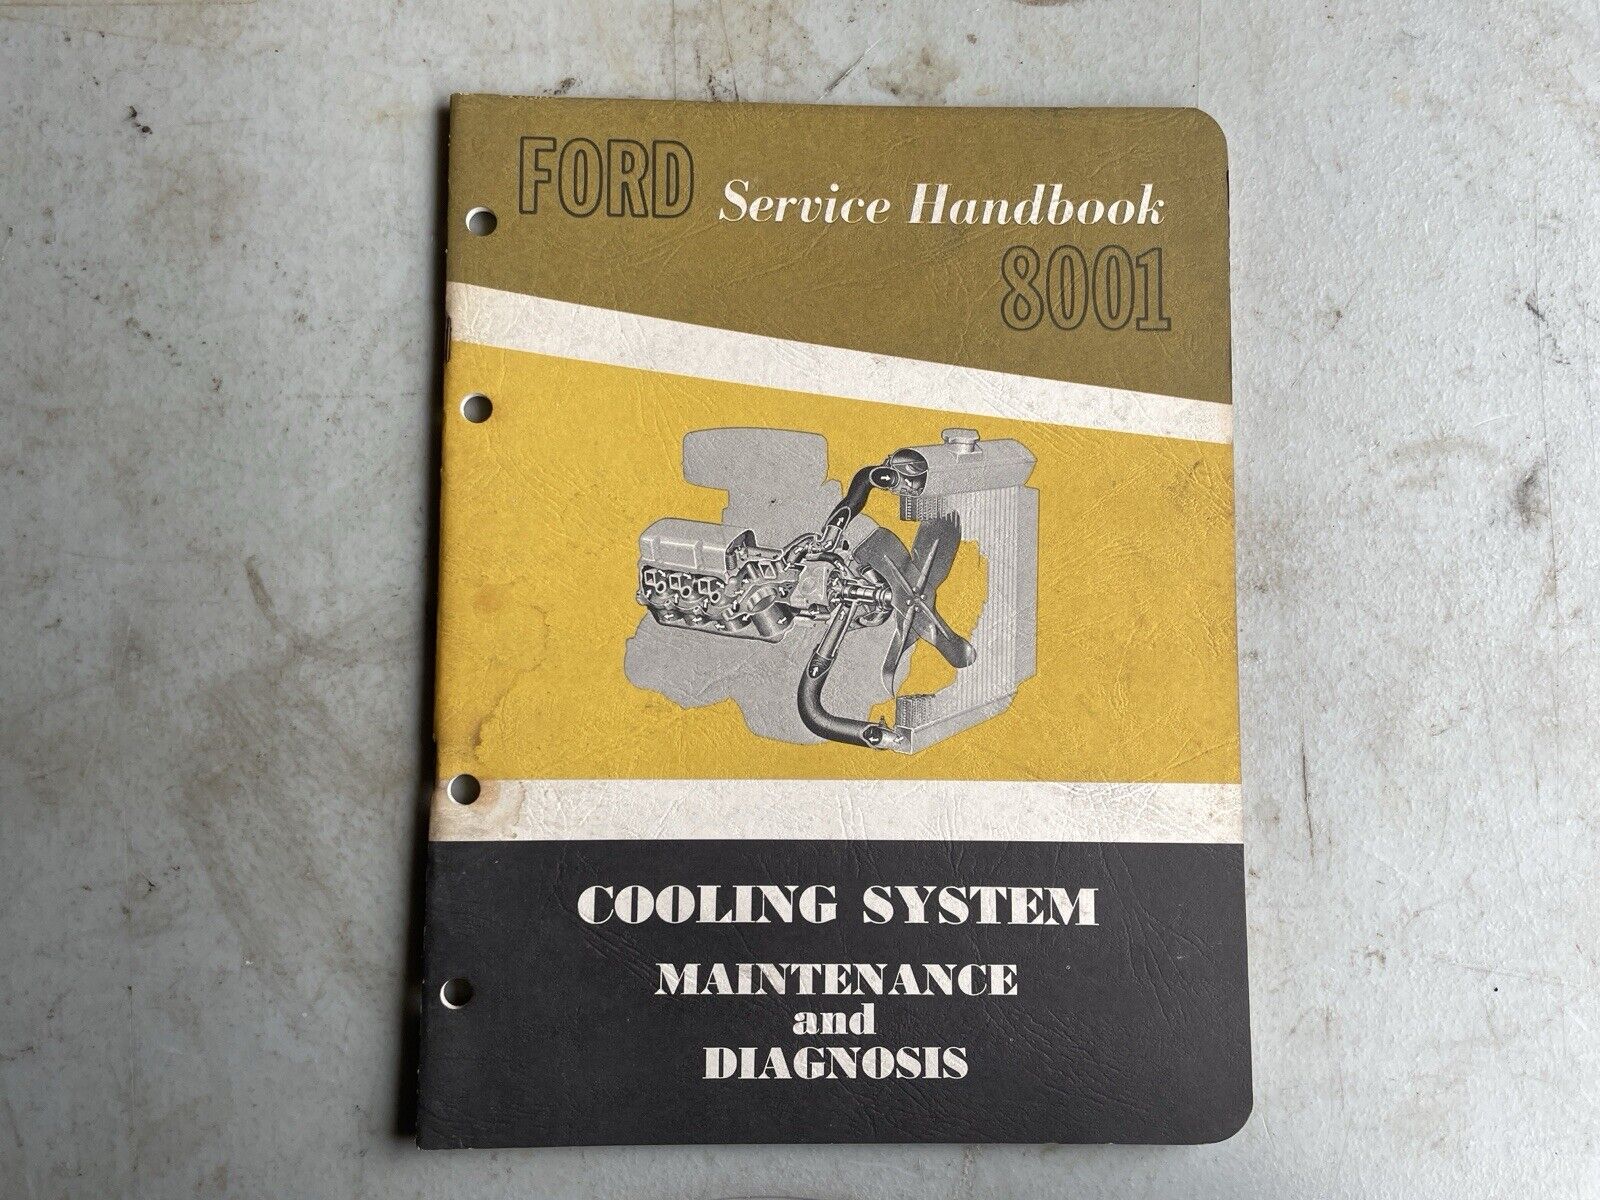 FORD Service Handbook
8001
COOLING SYSTEM
MAINTENANCE
and
DIAGNOSIS